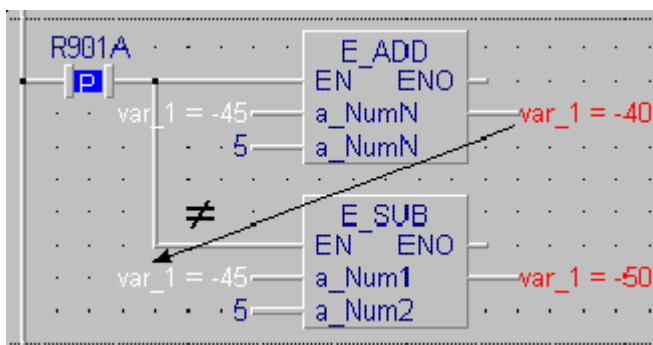 R901A
P
E_ADD
EN ENO
var_1 = -45 a_NumN var_1 = -40
5 a_NumN
≠
E_SUB
EN ENO
var_1 = -45 a_Num1 var_1 = -50
5 a_Num2